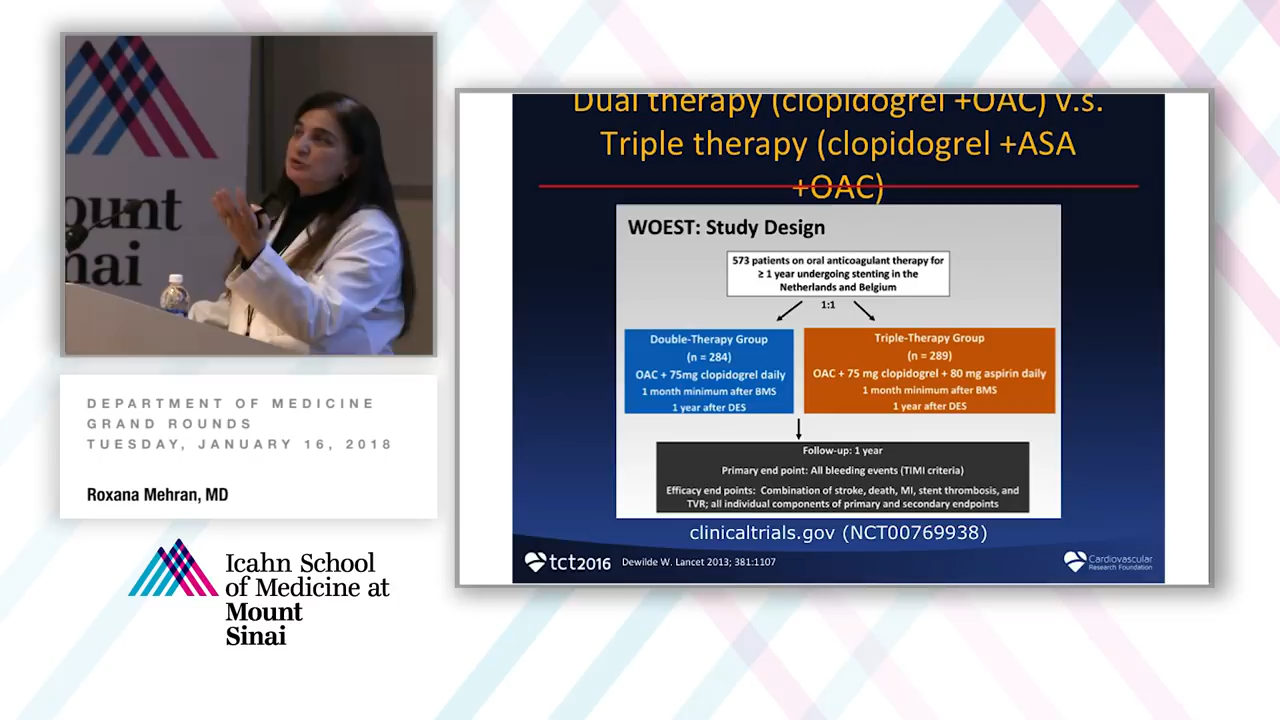 ount
nai
DEPARTMENT OF MEDICINE
GRAND ROUNDS
TUESDAY, JANUARY 16, 2018
Roxana Mehran, MD
Icahn School
of Medicine at
Mount
Sinai
Dual therapy (clopidogrel +OAC) v.s.
Triple therapy (clopidogrel +ASA
+OAC)
WOEST: Study Design
573 patients on oral anticoagulant therapy for
≥ 1 year undergoing stenting in the
Netherlands and Belgium
1:1
Double-Therapy Group
(n = 284)
OAC + 75mg clopidogrel daily
1 month minimum after BMS
1 year after DES
Triple-Therapy Group
(n = 289)
OAC + 75 mg clopidogrel + 80 mg aspirin daily
1 month minimum after BMS
1 year after DES
Follow-up: 1 year
Primary end point: All bleeding events (TIMI criteria)
Efficacy end points: Combination of stroke, death, MI, stent thrombosis, and
TVR; all individual components of primary and secondary endpoints
clinicaltrials.gov (NCT00769938)
tct2016
Dewilde W. Lancet 2013; 381:1107
Cardiovascular
Research Foundation